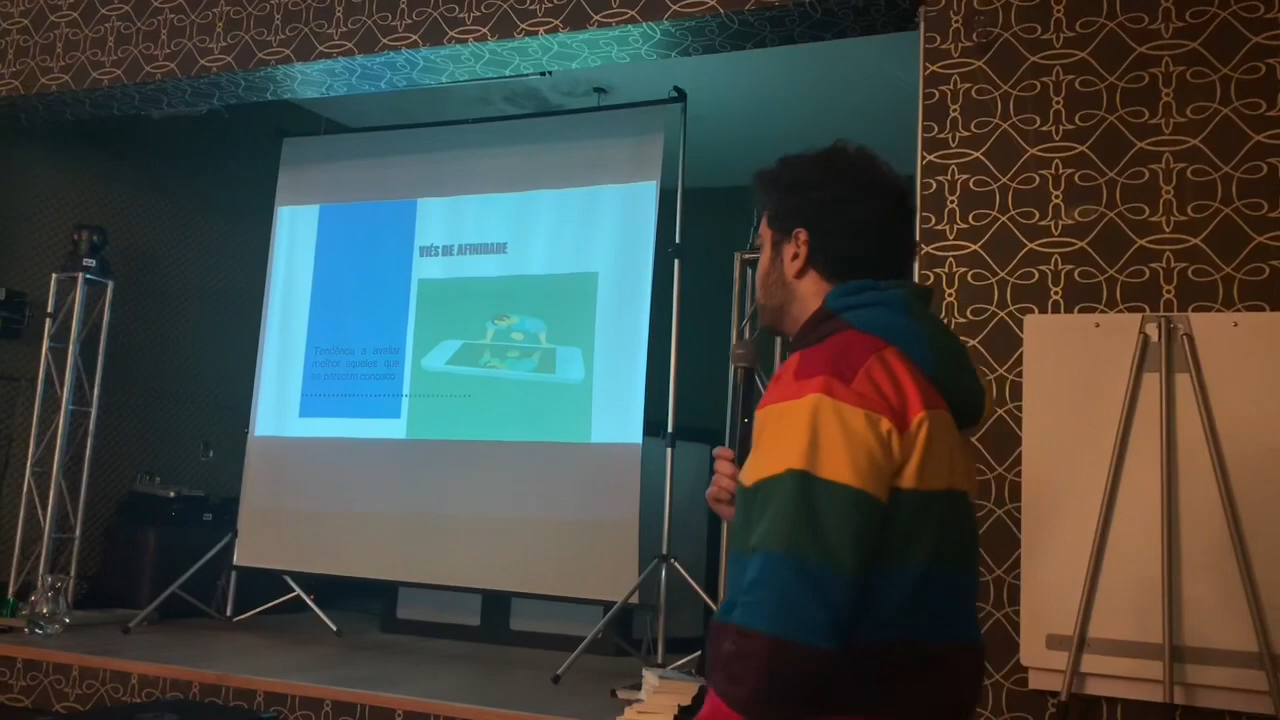 VIÉS DE AFINIDADE
Tendência a avaliar
melhor aqueles que
se parecem conosco